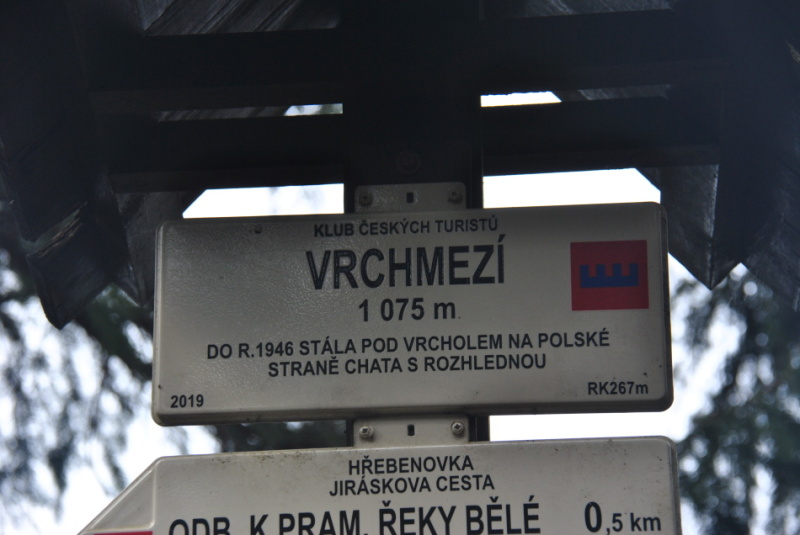 KLUB ČESKÝCH TURISTŮ
VRCHMEZÍ
1 075 m.
DO R.1946 STÁLA POD VRCHOLEM NA POLSKÉ
STRANĚ CHATA S ROZHLEDNOU
2019 RK267m
HŘEBENOVKA
JIRÁSKOVA CESTA
ODB. K PRAM. ŘEKY BĚLÉ 0,5 km